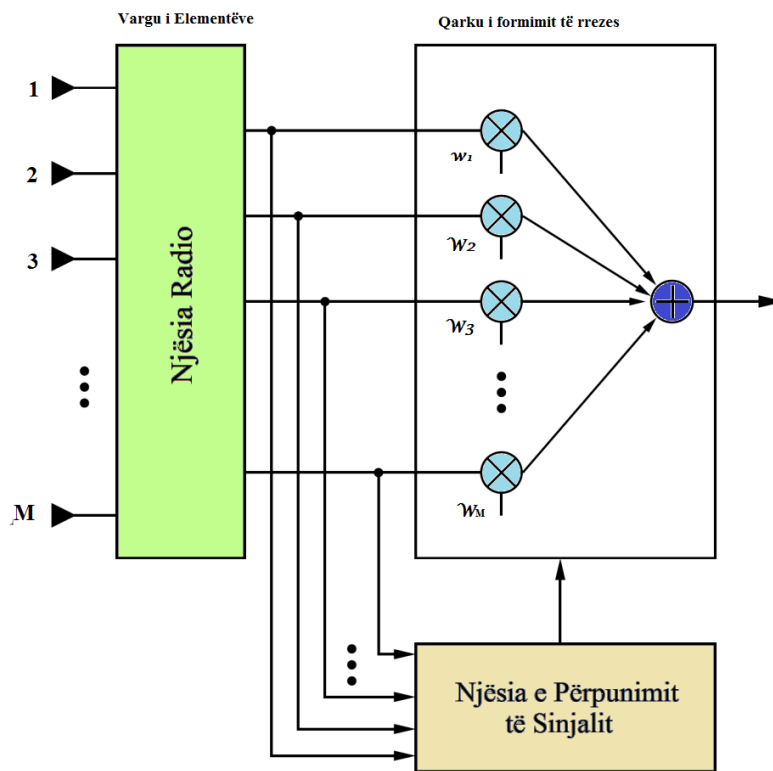 Vargu i Elementëve
Qarku i formimit të rrezes
1
2
3
M
Njësia Radio
w1
w2
w3
wM
Njësia e Përpunimit
të Sinjalit